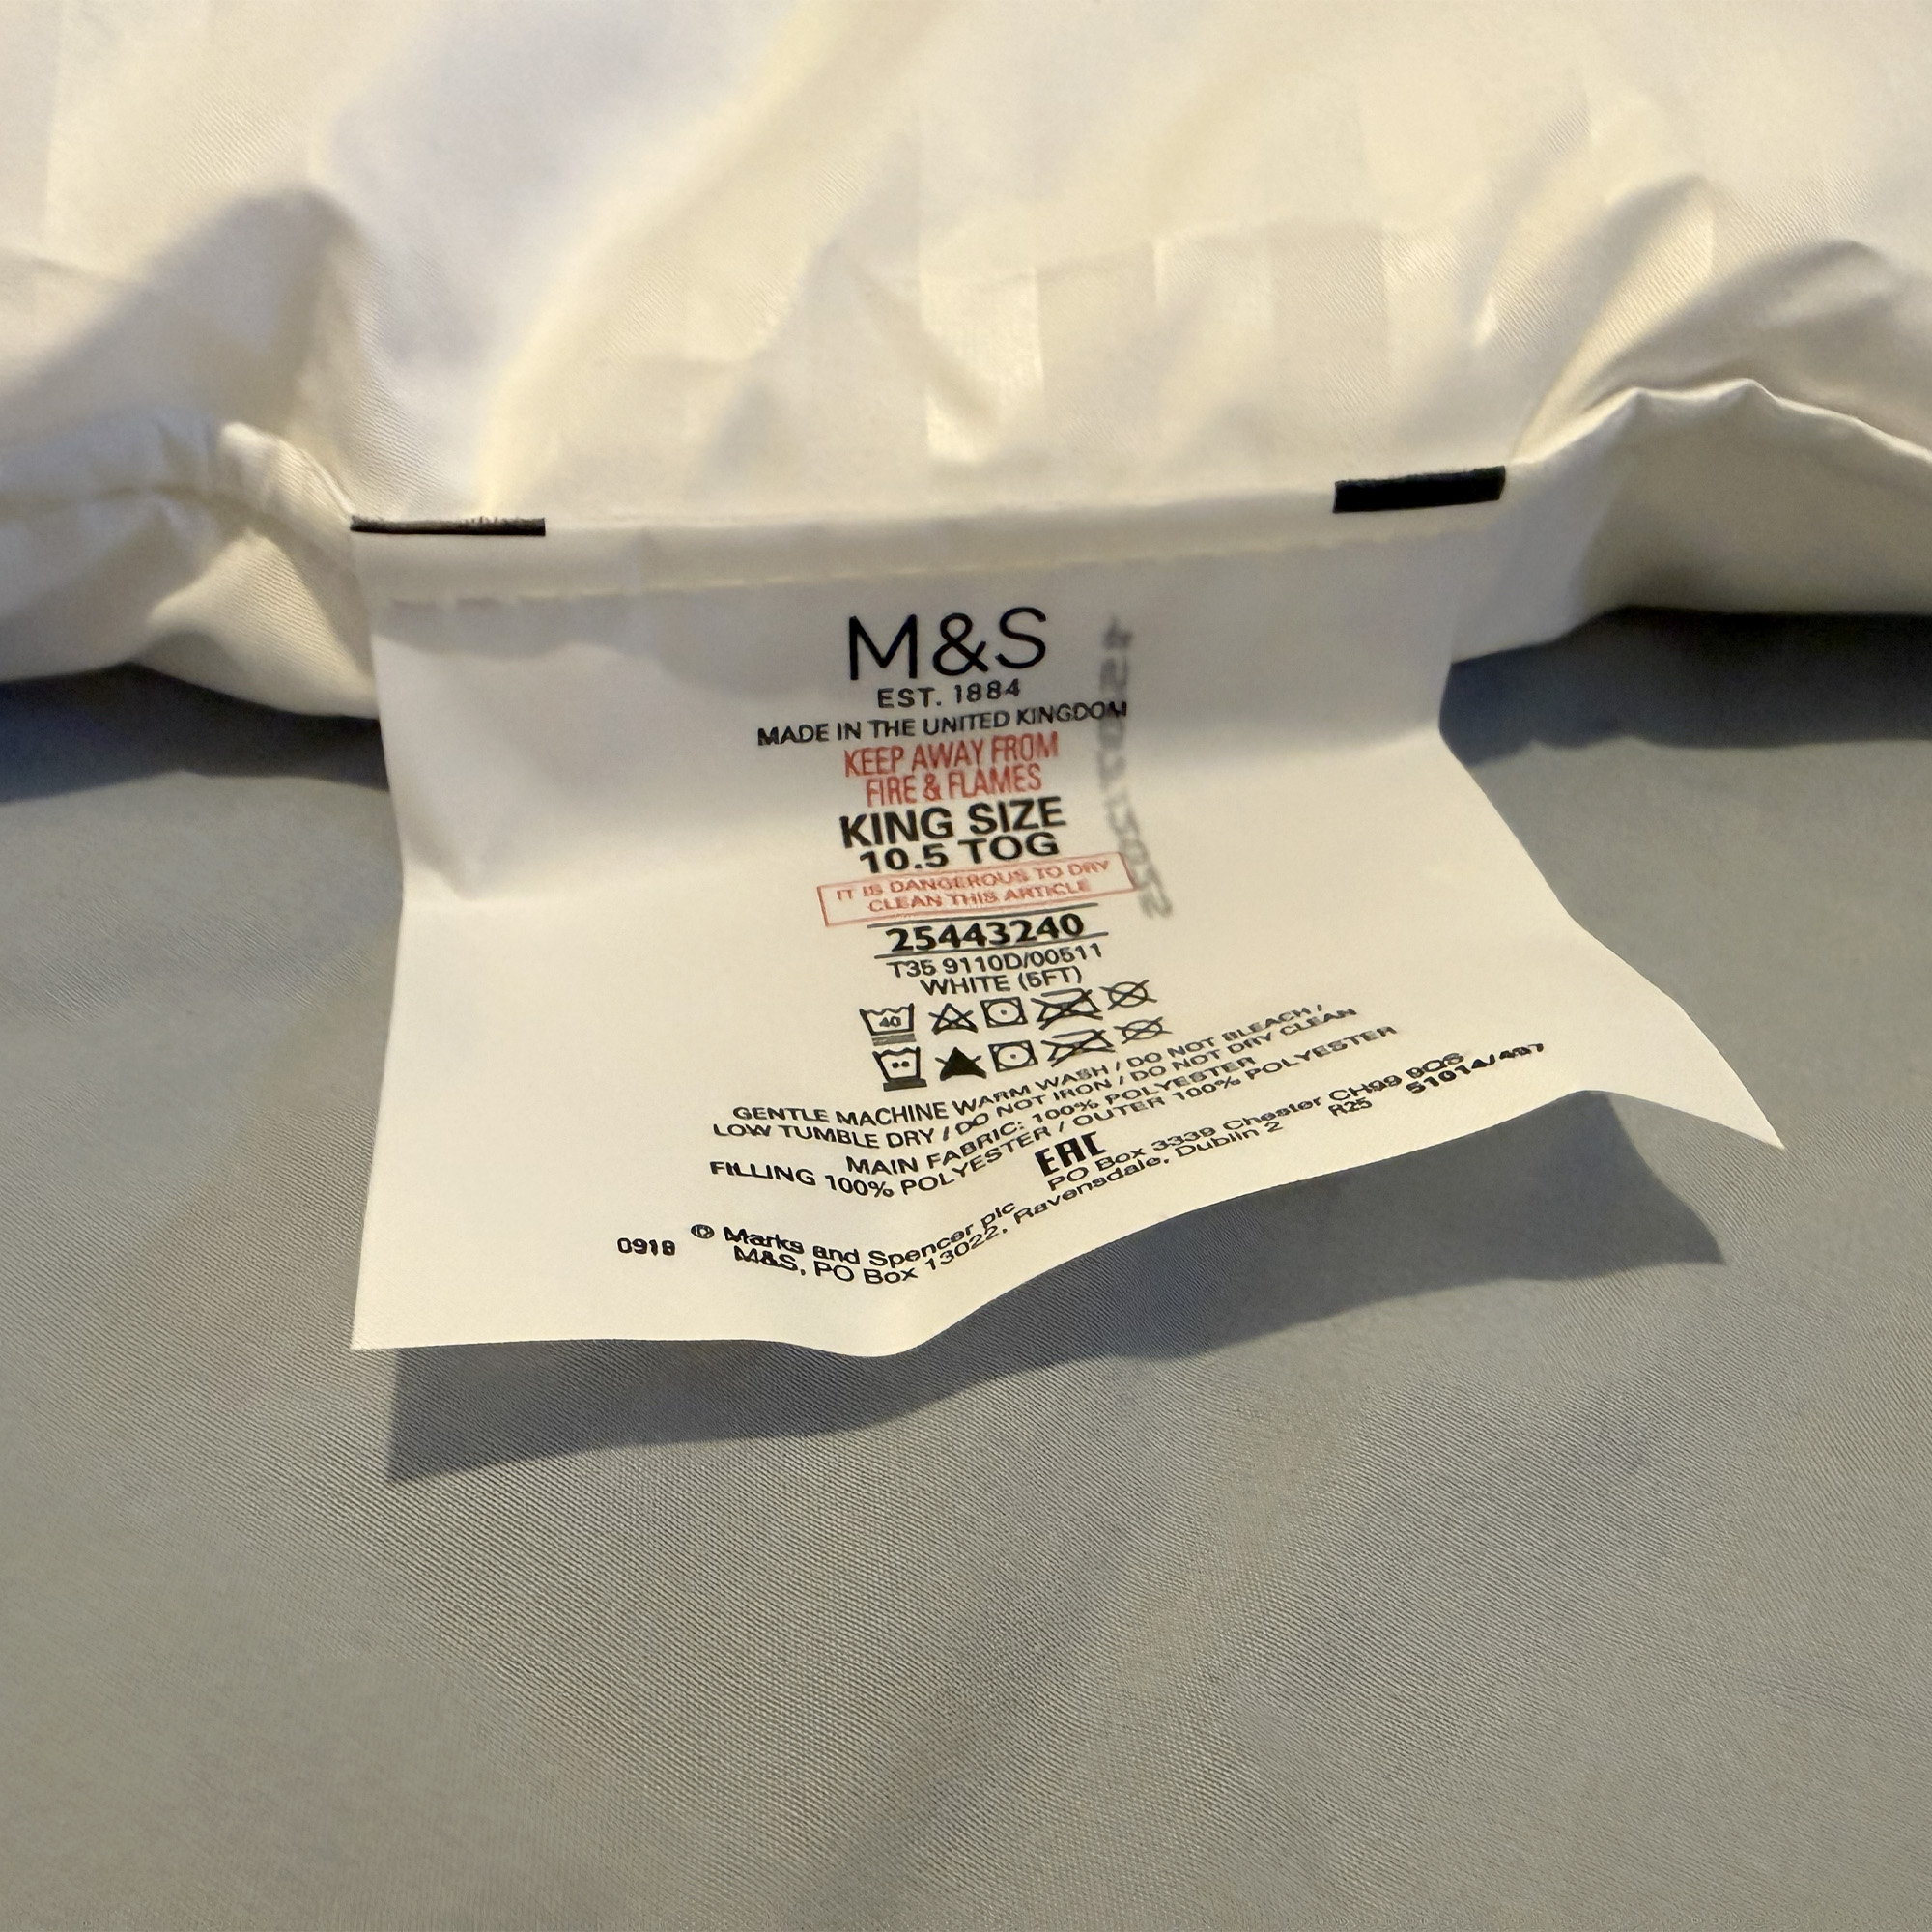 M&S
EST. 1884
MADE IN THE UNITED KINGDOM
KEEP AWAY FROM
FIRE & FLAMES
KING SIZE
10.5 TOG
IT IS DANGEROUS TO DRY
CLEAN THIS ARTICLE
25443240
T35 9110D/00511
WHITE (5FT)
40
GENTLE MACHINE WARM WASH / DO NOT BLEACH /
LOW TUMBLE DRY / DO NOT IRON / DO NOT DRY CLEAN
MAIN FABRIC: 100% POLYESTER
FILLING 100% POLYESTER / OUTER 100% POLYESTER
EAC
© Marks and Spencer plc PO Box 3339 Chester CH99 9QS
0918 M&S, PO Box 13022, Ravensdale, Dublin 2 R25 51014/497